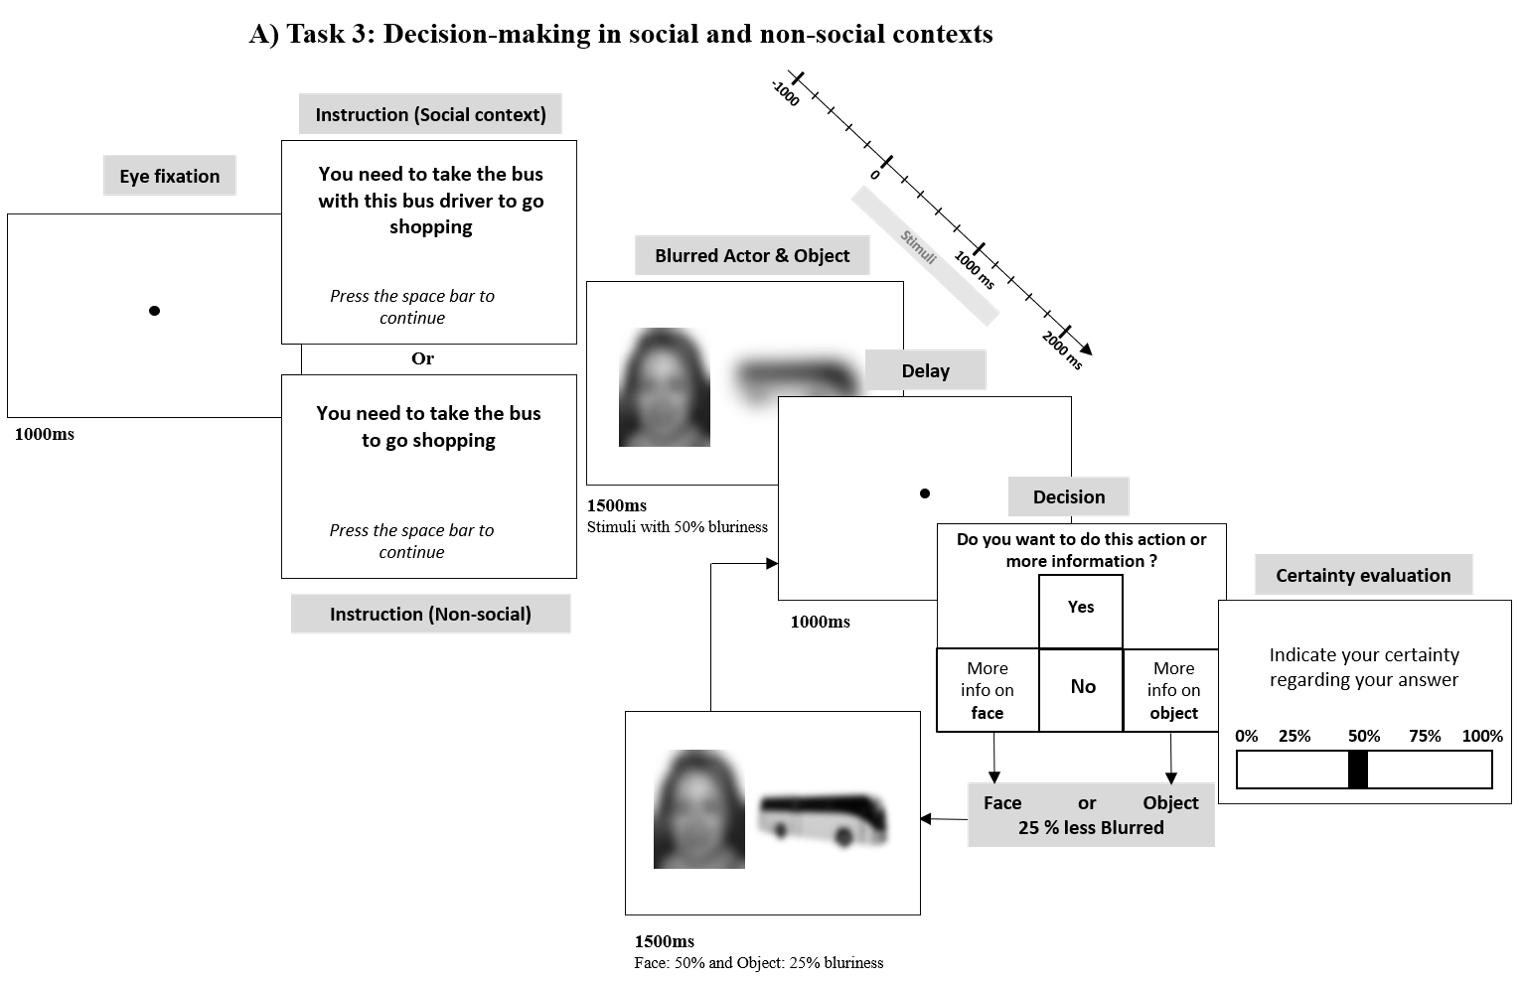 A) Task 3: Decision-making in social and non-social contexts
Eye fixation
1000ms
Instruction (Social context)
You need to take the bus
with this bus driver to go
shopping
Press the space bar to
continue
Or
You need to take the bus
to go shopping
Press the space bar to
continue
Instruction (Non-social)
-1000
0
1000 ms
2000 ms
Stimuli
Blurred Actor & Object
1500ms
Stimuli with 50% bluriness
Delay
1000ms
Decision
Do you want to do this action or
more information ?
Yes
More
info on
face
No
More
info on
object
Face or Object
25 % less Blurred
1500ms
Face: 50% and Object: 25% bluriness
Certainty evaluation
Indicate your certainty
regarding your answer
0% 25% 50% 75% 100%